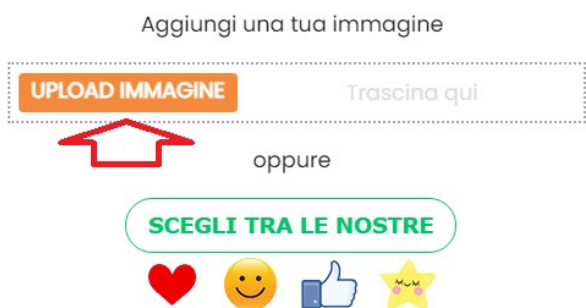 Aggiungi una tua immagine
UPLOAD IMMAGINE Trascina qui
oppure
SCEGLI TRA LE NOSTRE